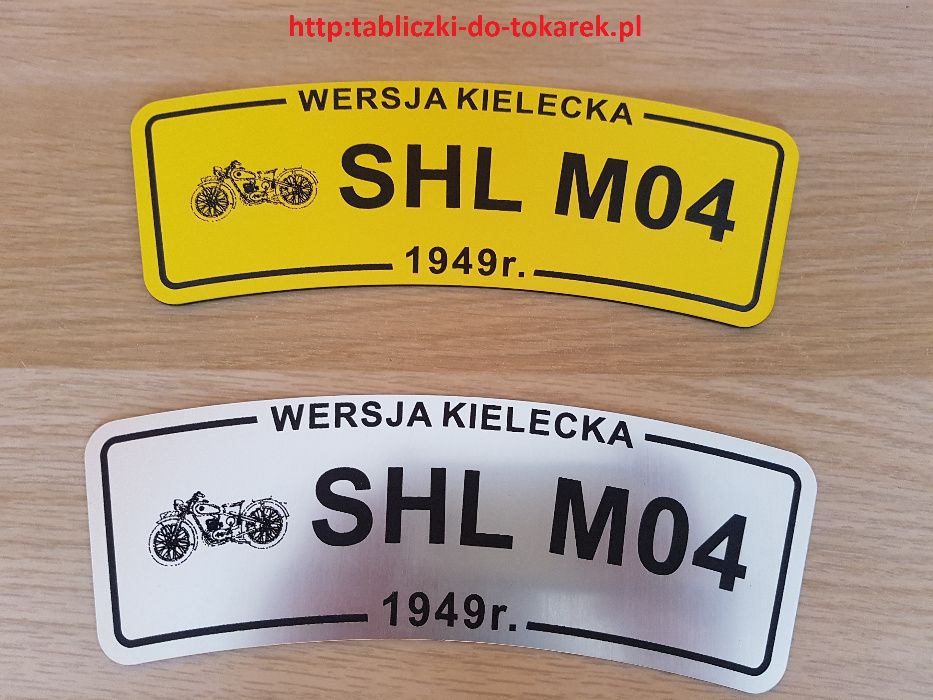 http:tabliczki-do-tokarek.pl
WERSJA KIELECKA
SHL M04
1949r.
WERSJA KIELECKA
SHL M04
1949r.